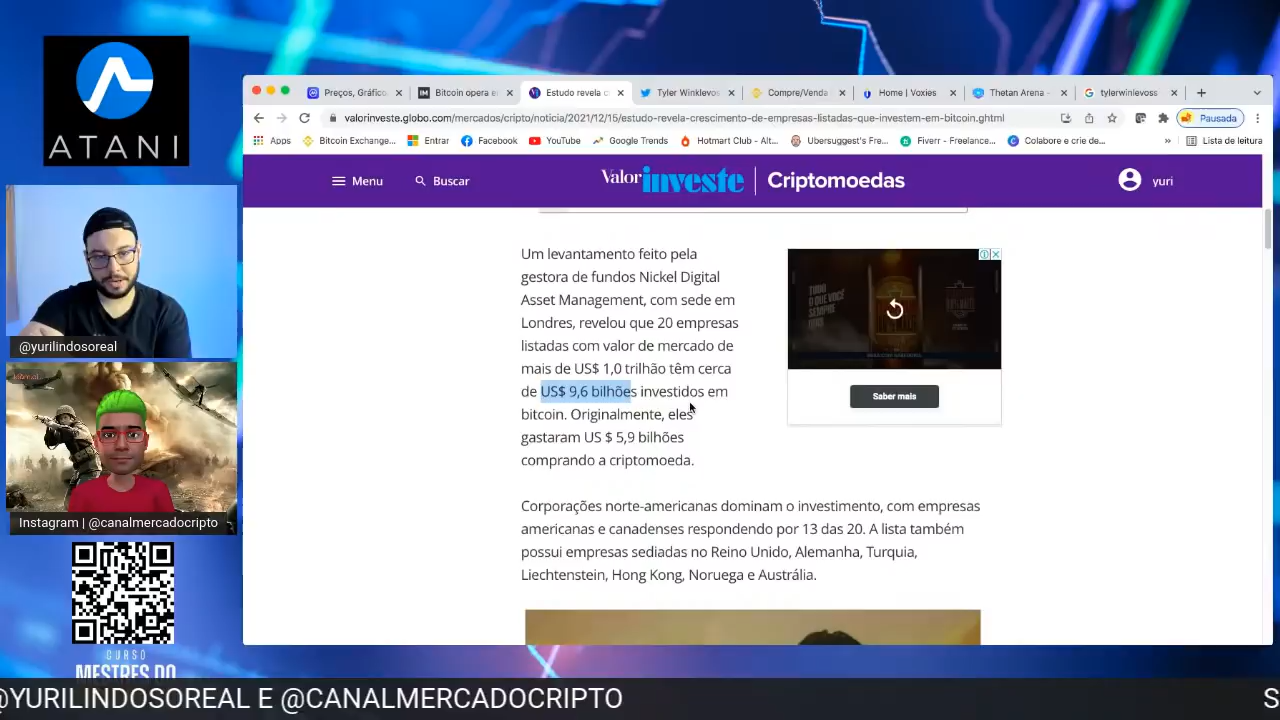 ATANI
@yurilindosoreal
Instagram | @canalmercadocripto
CURSO
MESTRES DO
Preços, Gráfico
Bitcoin opera e
Estudo revela c
Tyler Winklevo
Compre/Venda
Home | Voxies
Thetan Arena -
tylerwinlevoss
valorinveste.globo.com/mercados/cripto/noticia/2021/12/15/estudo-revela-crescimento-de-empresas-listadas-que-investem-em-bitcoin.ghtml
Pausada
Apps
Bitcoin Exchange...
Entrar
Facebook
YouTube
Google Trends
Hotmart Club - Alt...
Ubersuggest's Fre...
Fiverr - Freelance...
Colabore e crie de...
»
Lista de leitura
Menu
Buscar
Valor investe | Criptomoedas
yuri
Um levantamento feito pela
gestora de fundos Nickel Digital
Asset Management, com sede em
Londres, revelou que 20 empresas
listadas com valor de mercado de
mais de US$ 1,0 trilhão têm cerca
de US$ 9,6 bilhões investidos em
bitcoin. Originalmente, eles
gastaram US $ 5,9 bilhões
comprando a criptomoeda.
TUDO
O QUE VOCÊ
SEMPRE
Saber mais
Corporações norte-americanas dominam o investimento, com empresas
americanas e canadenses respondendo por 13 das 20. A lista também
possui empresas sediadas no Reino Unido, Alemanha, Turquia,
Liechtenstein, Hong Kong, Noruega e Austrália.
@YURILINDOSOREAL E @CANALMERCADOCRIPTO
S